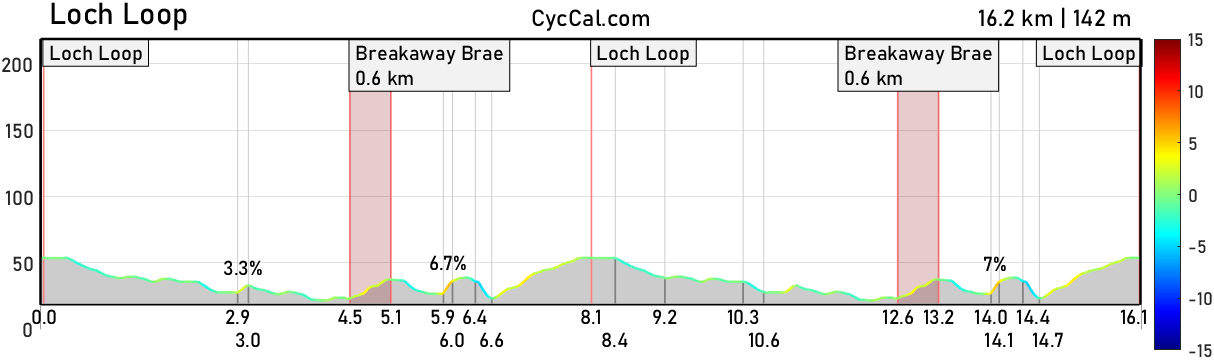 Loch Loop
CycCal.com
16.2 km | 142 m
Loch Loop
Breakaway Brae
0.6 km
Loch Loop
Breakaway Brae
0.6 km
Loch Loop
200
150
100
50
0
3.3%
6.7%
7%
0.0 2.9 4.5 5.1 5.9 6.4 8.1 9.2 10.3 12.6 13.2 14.0 14.4 16.1
3.0 6.0 6.6 8.4 10.6 14.1 14.7
15
10
5
0
−5
−10
−15